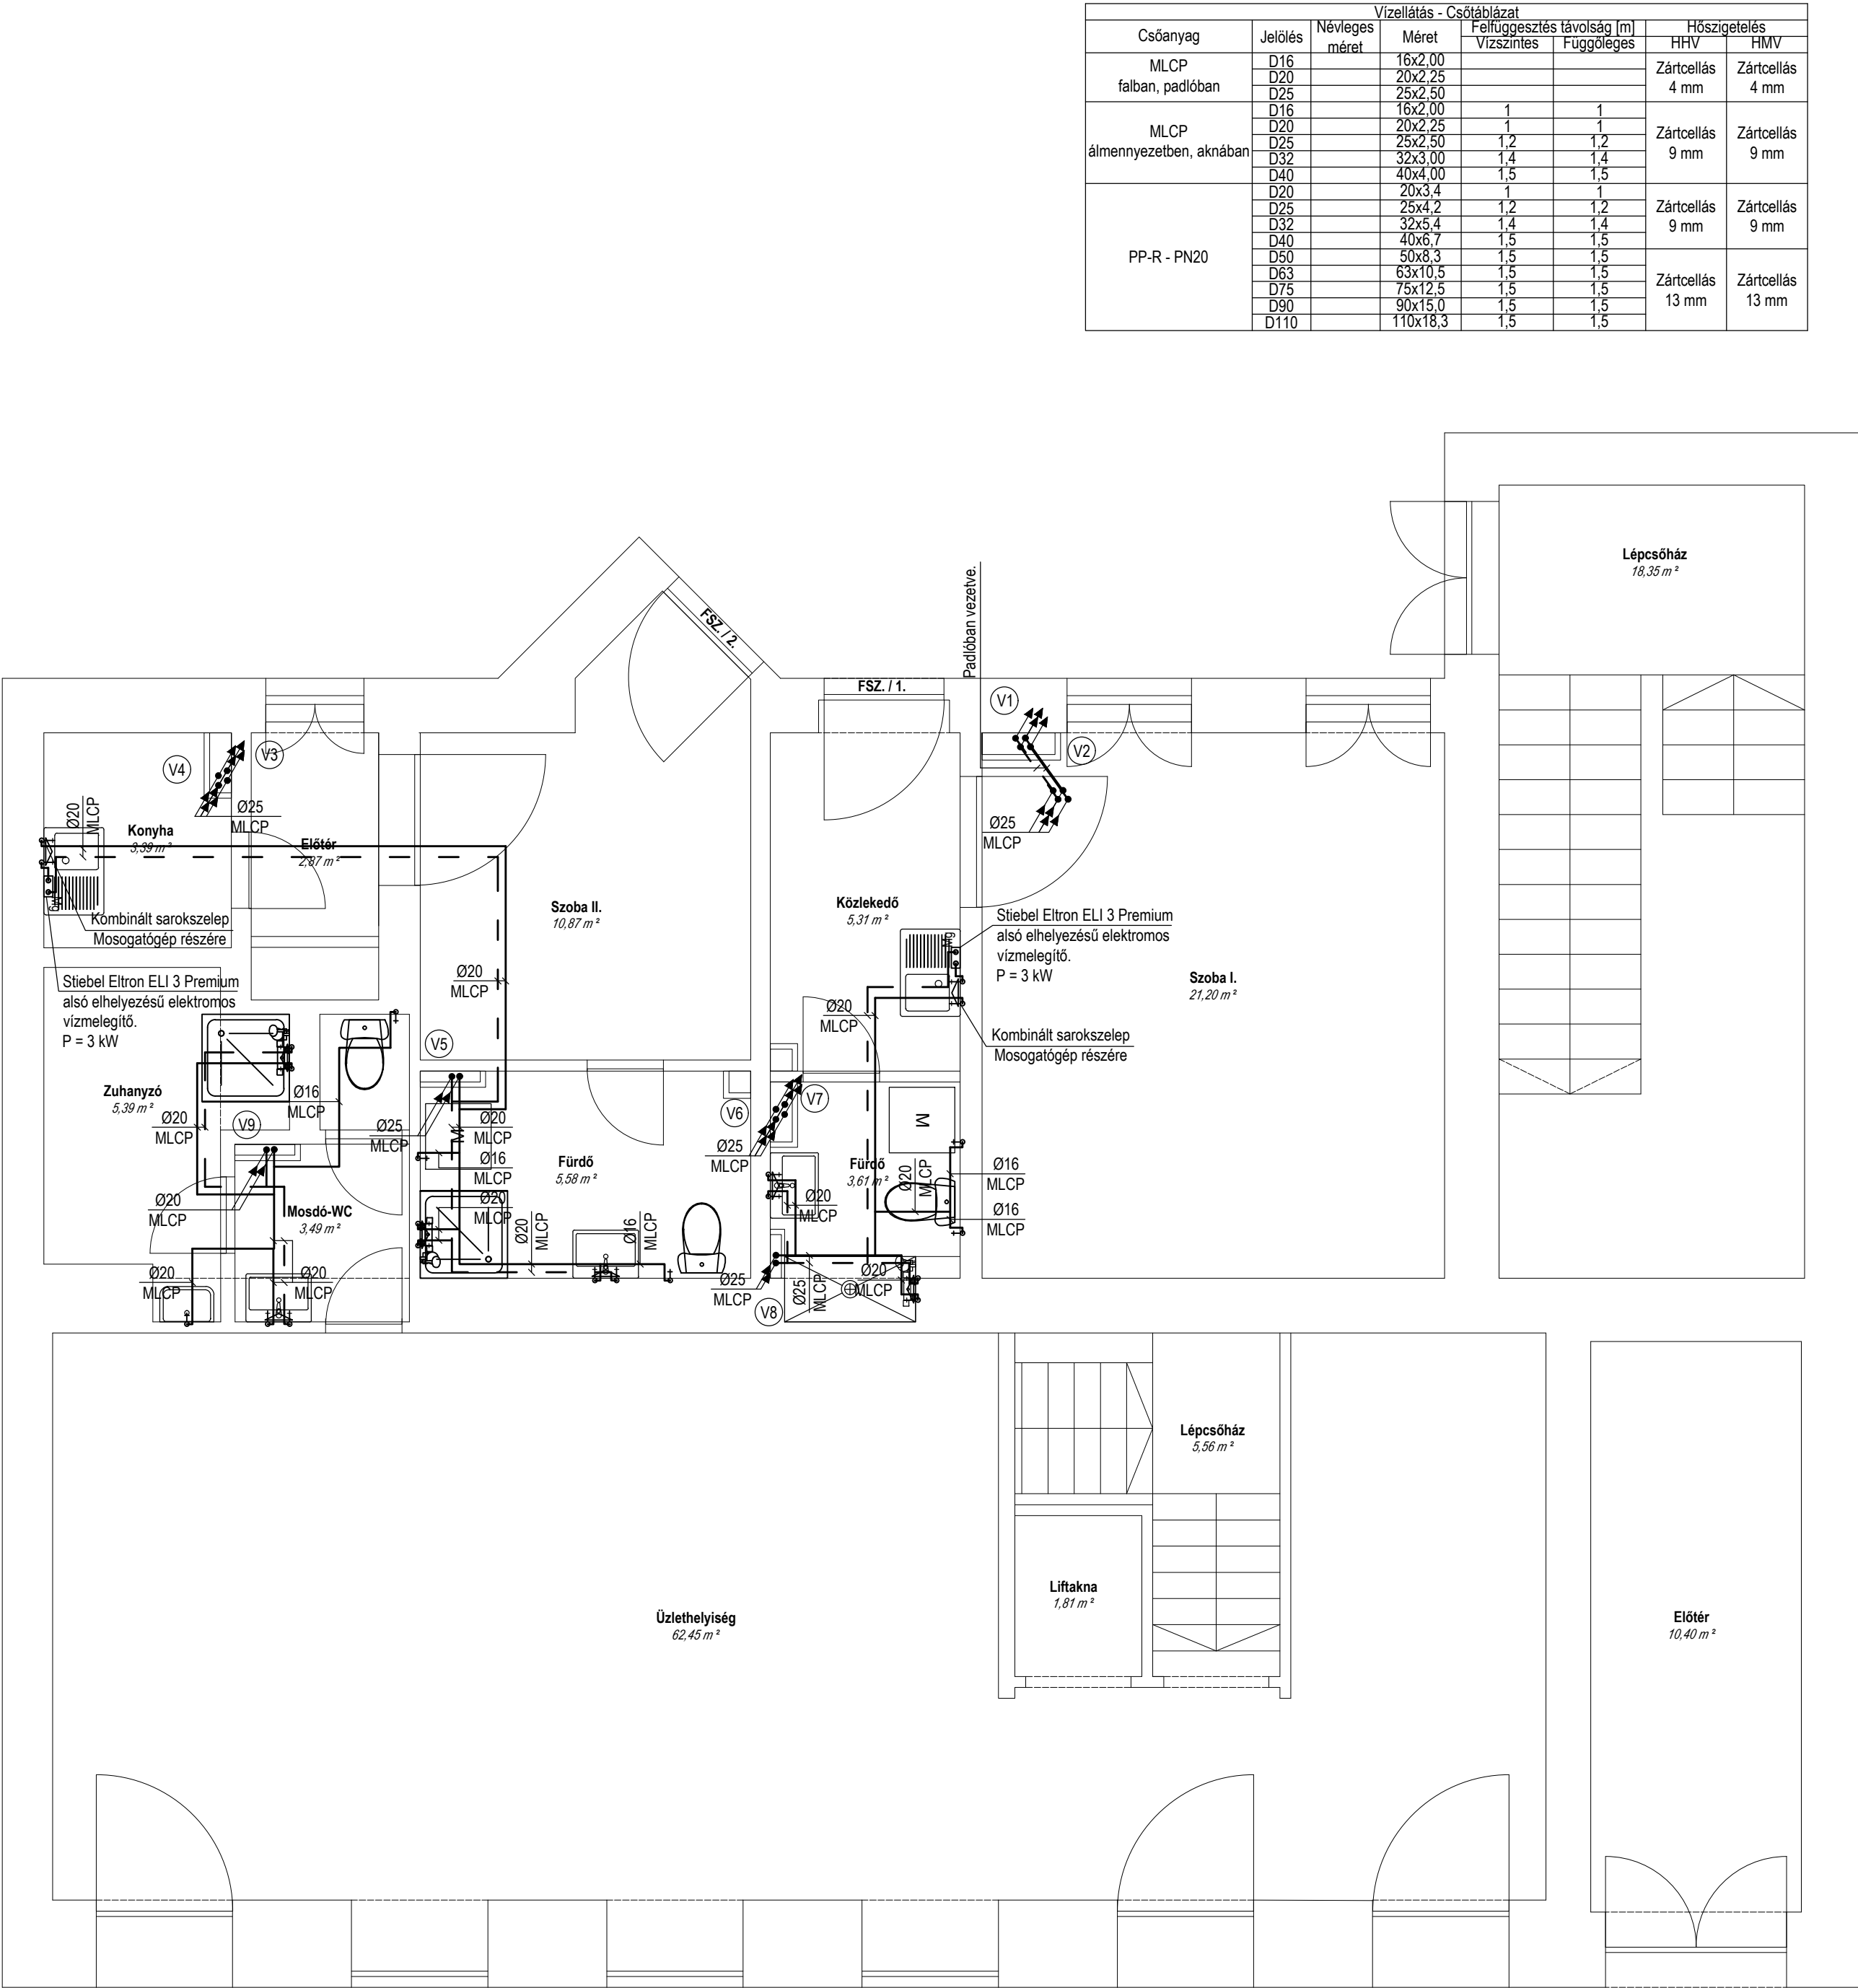 Vízellátás - Csőtáblázat
Csőanyag Jelölés Névleges méret Méret Felfüggesztés távolság [m] Hőszigetelés
Vízszintes Függőleges HHV HMV
MLCP
falban, padlóban
D16 16x2,00
D20 20x2,25
D25 25x2,50
Zártcellás Zártcellás
4 mm 4 mm
MLCP
álmennyezetben, aknában
D16 16x2,00 1 1
D20 20x2,25 1 1
D25 25x2,50 1,2 1,2
D32 32x3,00 1,4 1,4
D40 40x4,00 1,5 1,5
Zártcellás Zártcellás
9 mm 9 mm
PP-R - PN20
D20 20x3,4 1 1
D25 25x4,2 1,2 1,2
D32 32x5,4 1,4 1,4
D40 40x6,7 1,5 1,5
Zártcellás Zártcellás
9 mm 9 mm
D50 50x8,3 1,5 1,5
D63 63x10,5 1,5 1,5
D75 75x12,5 1,5 1,5
D90 90x15,0 1,5 1,5
D110 110x18,3 1,5 1,5
Zártcellás Zártcellás
13 mm 13 mm
Lépcsőház
18,35 m²
Padlóban vezetve.
FSZ. / 2.
FSZ. / 1.
V1
V2
V3
V4
Ø20
MLCP
Ø25
MLCP
Konyha
3,39 m²
Előtér
2,87 m²
Ø25
MLCP
Mg
Kombinált sarokszelep
Mosogatógép részére
Szoba II.
10,87 m²
Közlekedő
5,31 m²
Mg
Stiebel Eltron ELI 3 Premium
alsó elhelyezésű elektromos
vízmelegítő.
P = 3 kW
Szoba I.
21,20 m²
Stiebel Eltron ELI 3 Premium
alsó elhelyezésű elektromos
vízmelegítő.
P = 3 kW
Ø20
MLCP
Ø20
MLCP
Kombinált sarokszelep
Mosogatógép részére
V5
Zuhanyzó
5,39 m²
Ø16
MLCP
Ø20
MLCP
V9
Ø25
MLCP
M
Ø20
MLCP
Ø16
MLCP
Ø20
MLCP
Fürdő
5,58 m²
V6
V7
Ø25
MLCP
M
Fürdő
3,61 m²
Ø20
MLCP
Ø16
MLCP
Ø16
MLCP
Ø20
MLCP
Ø20
MLCP
Mosdó-WC
3,49 m²
Ø20
MLCP
Ø16
MLCP
Ø20
MLCP
Ø20
MLCP
Ø25
MLCP
Ø25
MLCP
Ø20
MLCP
V8
Lépcsőház
5,56 m²
Liftakna
1,81 m²
Üzlethelyiség
62,45 m²
Előtér
10,40 m²